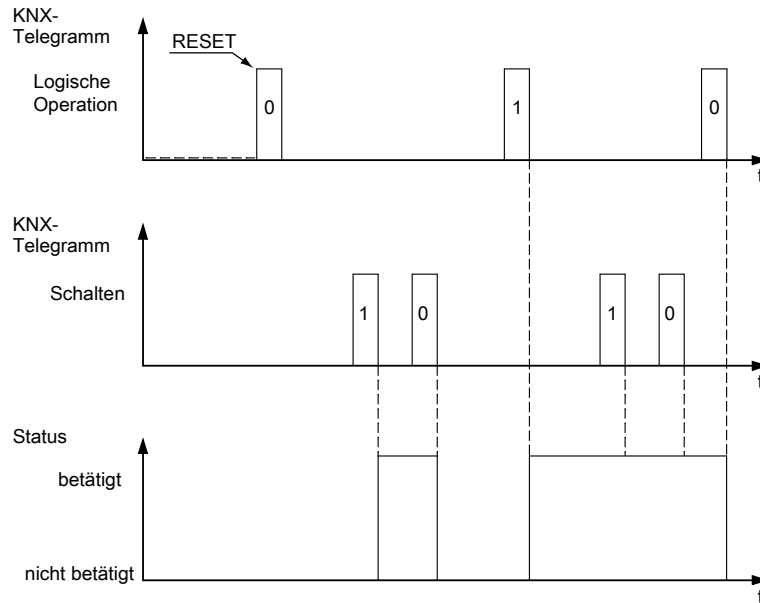 KNX-
Telegramm
RESET
Logische
Operation
0
1
0
t
KNX-
Telegramm
Schalten
1
0
1
0
t
Status
betätigt
nicht betätigt
t